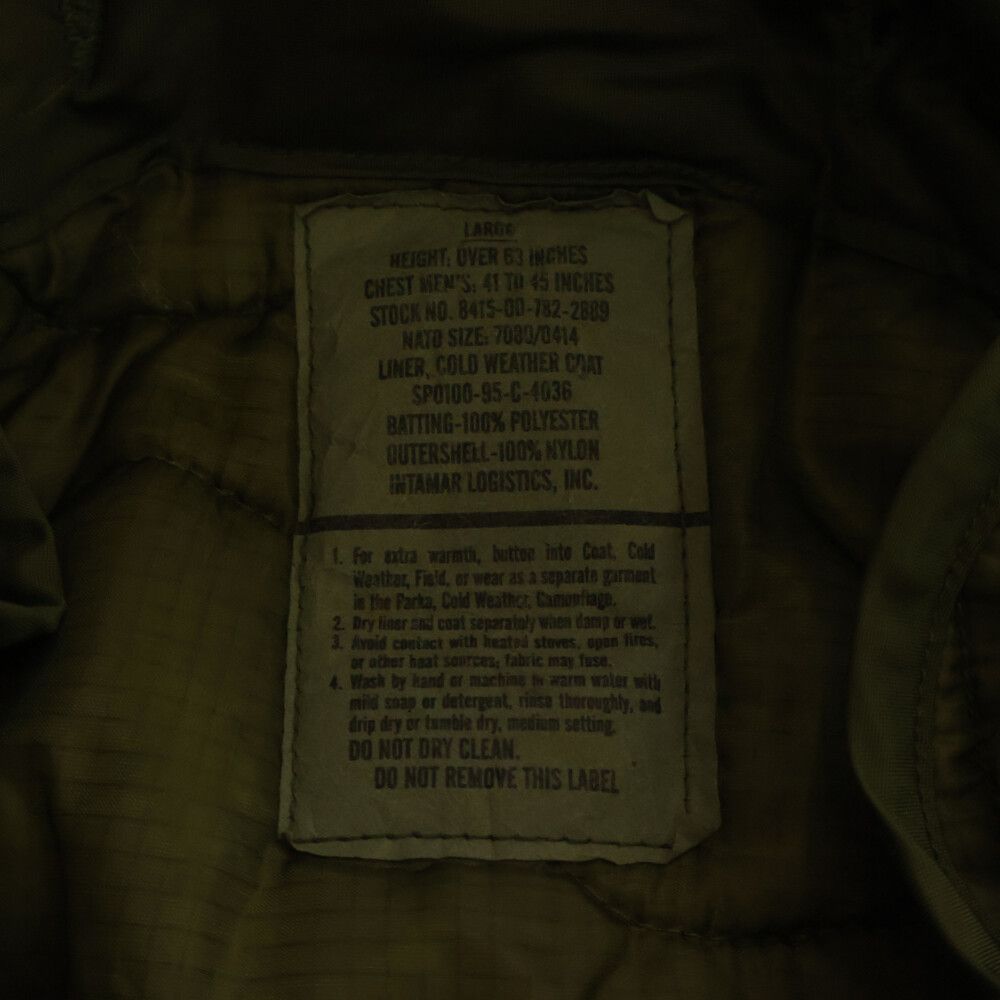 LARGE
HEIGHT: OVER 63 INCHES
CHEST MEN'S: 41 TO 45 INCHES
STOCK NO. 8415-00-782-2889
NATO SIZE: 7080/0414
LINER, COLD WEATHER COAT
SPO100-95-C-4036
BATTING-100% POLYESTER
OUTERSHELL-100% NYLON
INTAMAR LOGISTICS, INC.
1. For extra warmth, button into Coat, Cold
Weather, Field, or wear as a separate garment
in the Parka, Cold Weather, Camouflage.
2. Dry liner and coat separately when damp or wet.
3. Avoid contact with heated stoves, open fires,
or other heat sources; fabric may fuse.
4. Wash by hand or machine in warm water with
mild soap or detergent, rinse thoroughly, and
drip dry or tumble dry, medium setting.
DO NOT DRY CLEAN.
DO NOT REMOVE THIS LABEL